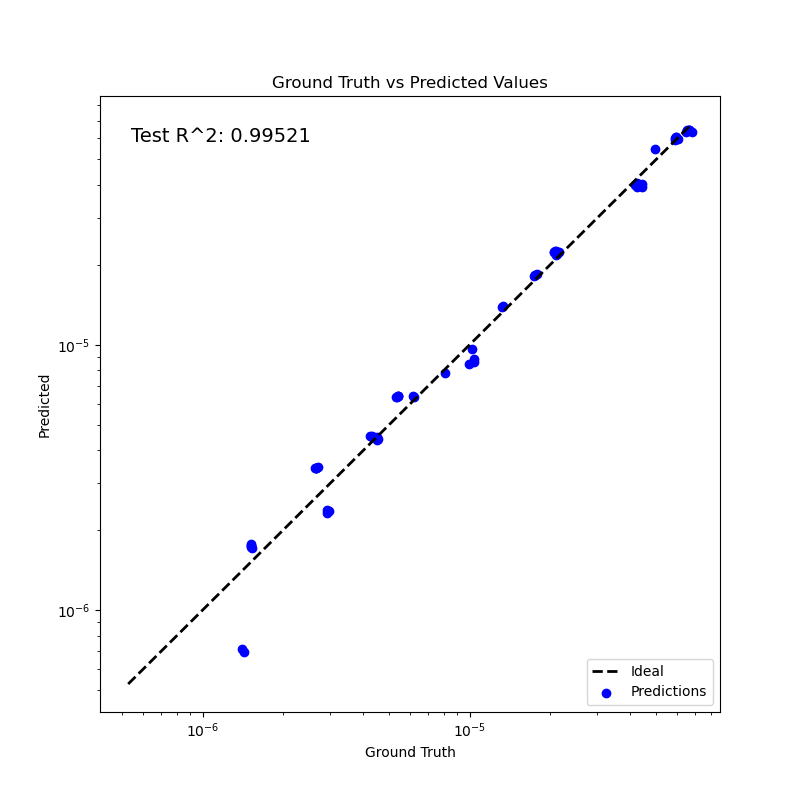 Ground Truth vs Predicted Values
Test R^2: 0.99521
Predicted
10⁻⁵
10⁻⁶
Ideal
Predictions
10⁻⁶
10⁻⁵
Ground Truth